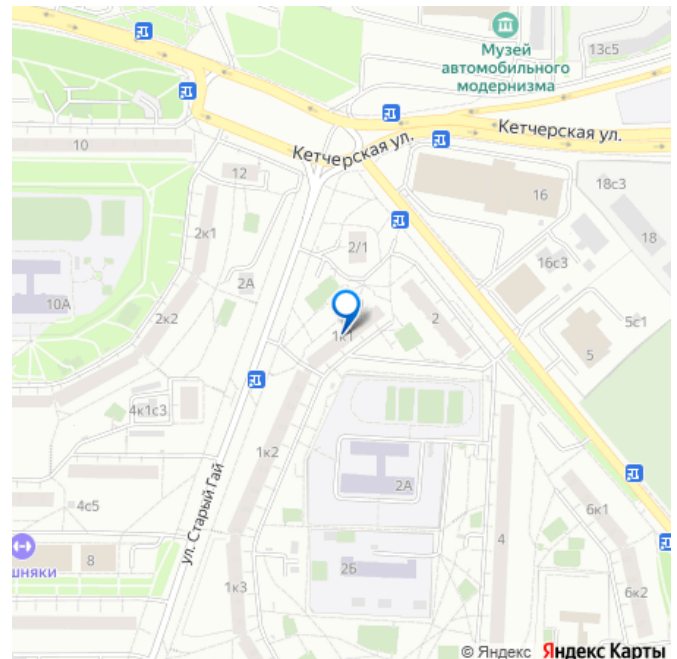 Музей
автомобильного
модернизма
13с5
Кетчерская ул.
Кетчерская ул.
10
12
16
18с3
2к1
18
2/1
2А
16с3
10А
2к2
2
5с1
1к1
5
4к1с3
1к2
ул. Старый Гай
2А
4с5
6к1
4
8
шняки
2Б
1к3
6к2
© Яндекс Яндекс Карты